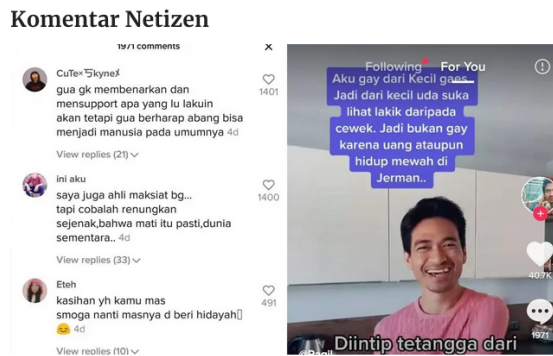 Komentar Netizen
1971 comments
CuTe×
gua gk membenarkan dan
mensupport apa yang lu lakuin
akan tetapi gua berharap abang bisa
menjadi manusia pada umumnya 4d
1401
View replies (21)
ini aku
saya juga ahli maksiat bg...
tapi cobalah renungkan
sejenak,bahwa mati itu pasti,dunia
sementara.. 4d
1400
View replies (33)
Eteh
kasihan yh kamu mas
smoga nanti masnya d beri hidayah
😊 4d
491
View replies (10)
Following
For You
Aku gay dari Kecil gaes..
Jadi dari kecil uda suka
lihat lakik daripada
cewek. Jadi bukan gay
karena uang ataupun
hidup mewah di
Jerman..
40.7K
1971
Diintip tetangga dari